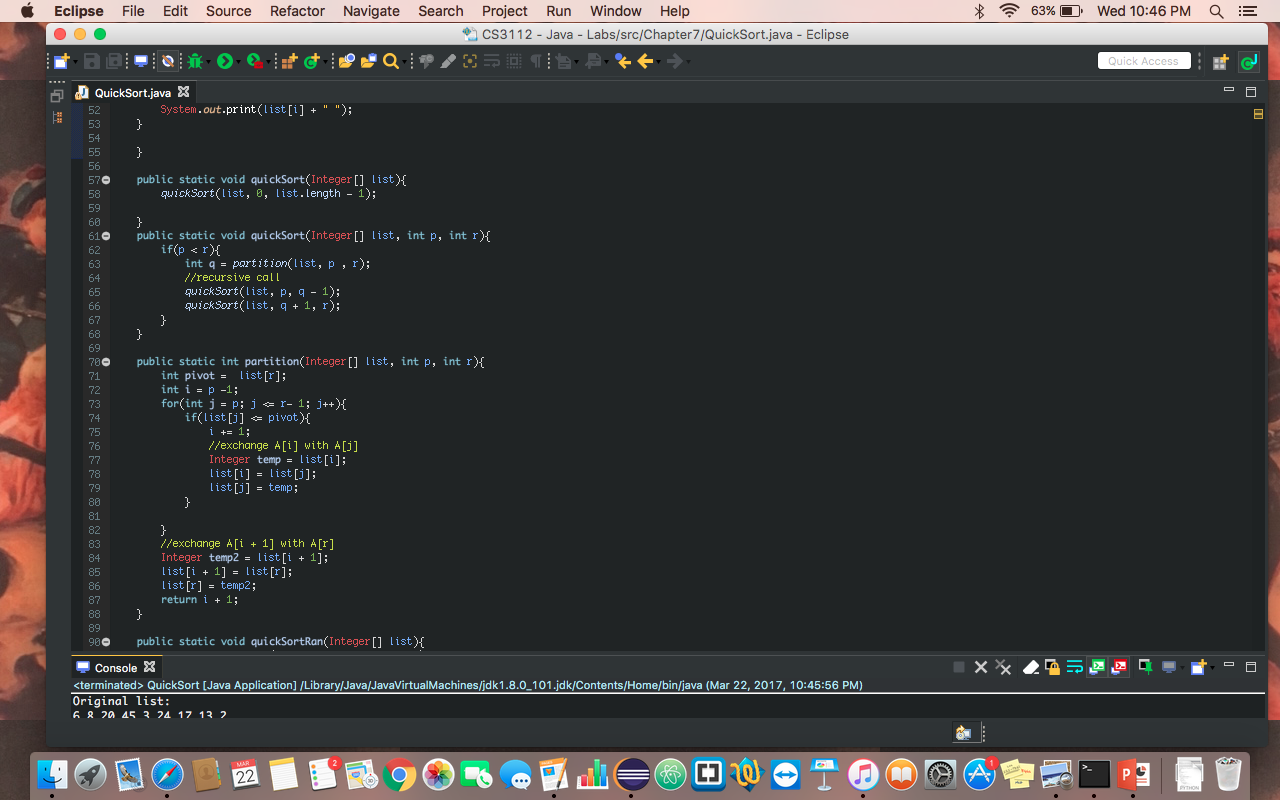 Eclipse File Edit Source Refactor Navigate Search Project Run Window Help 63% Wed 10:46 PM
CS3112 - Java - Labs/src/Chapter7/QuickSort.java - Eclipse
Quick Access
QuickSort.java
52 System.out.print(list[i] + " ");
53 }
54
55 }
56
57 public static void quickSort(Integer[] list){
58 quickSort(list, 0, list.length - 1);
59
60 }
61 public static void quickSort(Integer[] list, int p, int r){
62 if(p < r){
63 int q = partition(list, p , r);
64 //recursive call
65 quickSort(list, p, q - 1);
66 quickSort(list, q + 1, r);
67 }
68 }
69
70 public static int partition(Integer[] list, int p, int r){
71 int pivot =  list[r];
72 int i = p -1;
73 for(int j = p; j <= r- 1; j++){
74 if(list[j] <= pivot){
75 i += 1;
76 //exchange A[i] with A[j]
77 Integer temp = list[i];
78 list[i] = list[j];
79 list[j] = temp;
80 }
81
82 }
83 //exchange A[i + 1] with A[r]
84 Integer temp2 = list[i + 1];
85 list[i + 1] = list[r];
86 list[r] = temp2;
87 return i + 1;
88 }
89
90 public static void quickSortRan(Integer[] list){
Console
<terminated> QuickSort [Java Application] /Library/Java/JavaVirtualMachines/jdk1.8.0_101.jdk/Contents/Home/bin/java (Mar 22, 2017, 10:45:56 PM)
Original list:
6 8 20 45 3 24 17 13 2
MAR
22
2
1
PYTHON